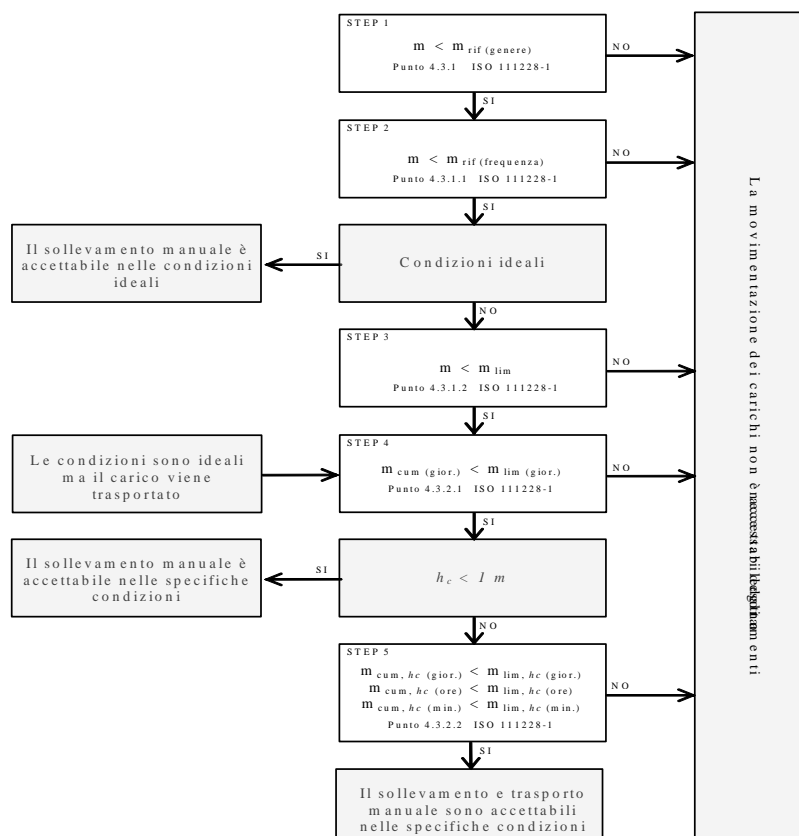 STEP 1
m < m rif (genere)
Punto 4.3.1 ISO 111228-1
NO
SI
STEP 2
m < m rif (frequenza)
Punto 4.3.1.1 ISO 111228-1
NO
SI
Il sollevamento manuale è
accettabile nelle condizioni
ideali
SI
Condizioni ideali
NO
STEP 3
m < m lim
Punto 4.3.1.2 ISO 111228-1
NO
SI
Le condizioni sono ideali
ma il carico viene
trasportato
STEP 4
m cum (gior.) < m lim (gior.)
Punto 4.3.2.1 ISO 111228-1
NO
SI
Il sollevamento manuale è
accettabile nelle specifiche
condizioni
SI
hc < 1 m
NO
STEP 5
m cum, hc (gior.) < m lim, hc (gior.)
m cum, hc (ore) < m lim, hc (ore)
m cum, hc (min.) < m lim, hc (min.)
Punto 4.3.2.2 ISO 111228-1
NO
SI
Il sollevamento e trasporto
manuale sono accettabili
nelle specifiche condizioni
La movimentazione dei carichi non è